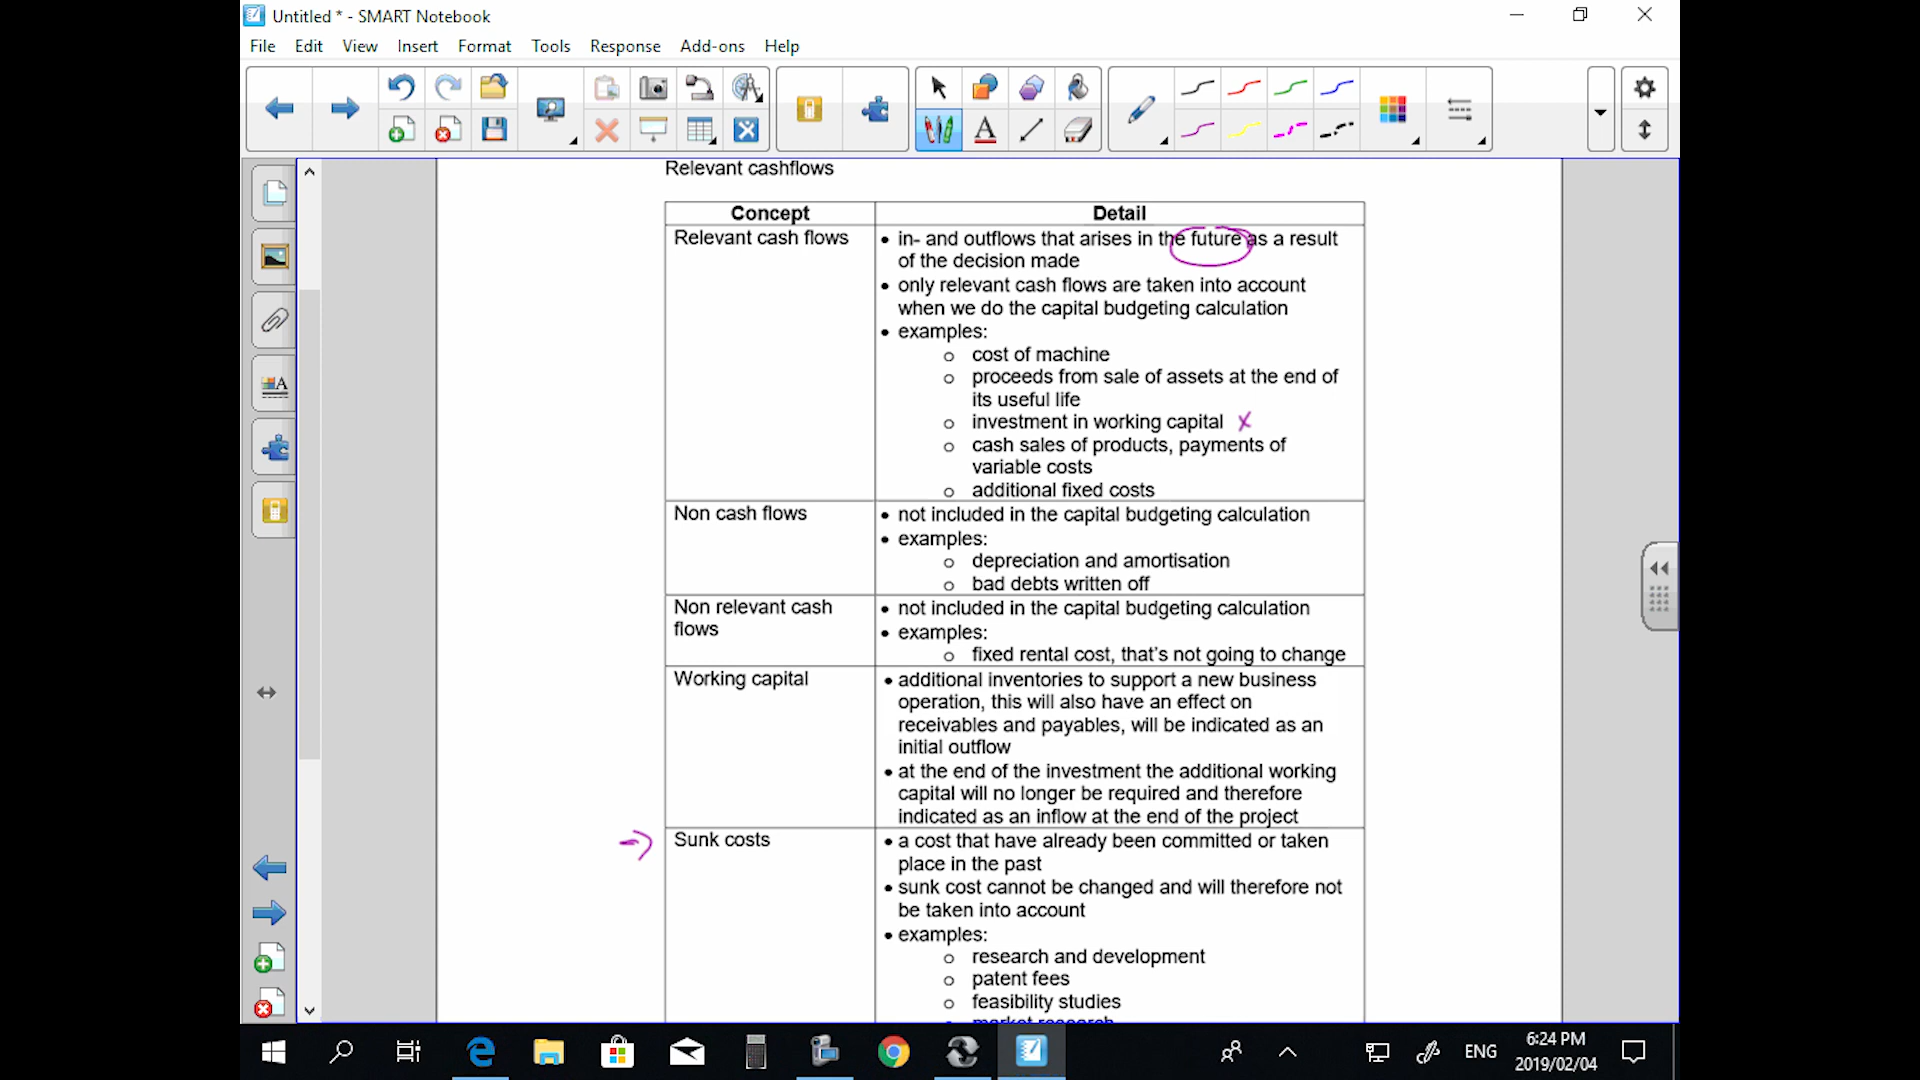 Untitled * - SMART Notebook
File Edit View Insert Format Tools Response Add-ons Help
Relevant cashflows
Concept Detail
Relevant cash flows
• in- and outflows that arises in the future as a result
of the decision made
• only relevant cash flows are taken into account
when we do the capital budgeting calculation
• examples:
o cost of machine
o proceeds from sale of assets at the end of
its useful life
o investment in working capital x
o cash sales of products, payments of
variable costs
o additional fixed costs
Non cash flows
• not included in the capital budgeting calculation
• examples:
o depreciation and amortisation
o bad debts written off
Non relevant cash
flows
• not included in the capital budgeting calculation
• examples:
o fixed rental cost, that's not going to change
Working capital
• additional inventories to support a new business
operation, this will also have an effect on
receivables and payables, will be indicated as an
initial outflow
• at the end of the investment the additional working
capital will no longer be required and therefore
indicated as an inflow at the end of the project
Sunk costs
• a cost that have already been committed or taken
place in the past
• sunk cost cannot be changed and will therefore not
be taken into account
• examples:
o research and development
o patent fees
o feasibility studies
market research
ENG
6:24 PM
2019/02/04